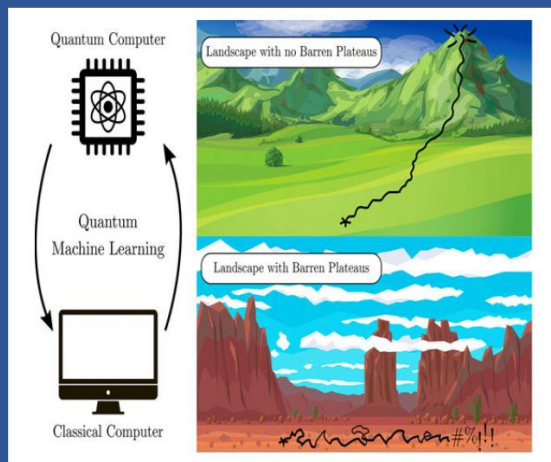 Quantum Computer
Quantum
Machine Learning
Classical Computer
Landscape with no Barren Plateaus
Landscape with Barren Plateaus
#%!!!